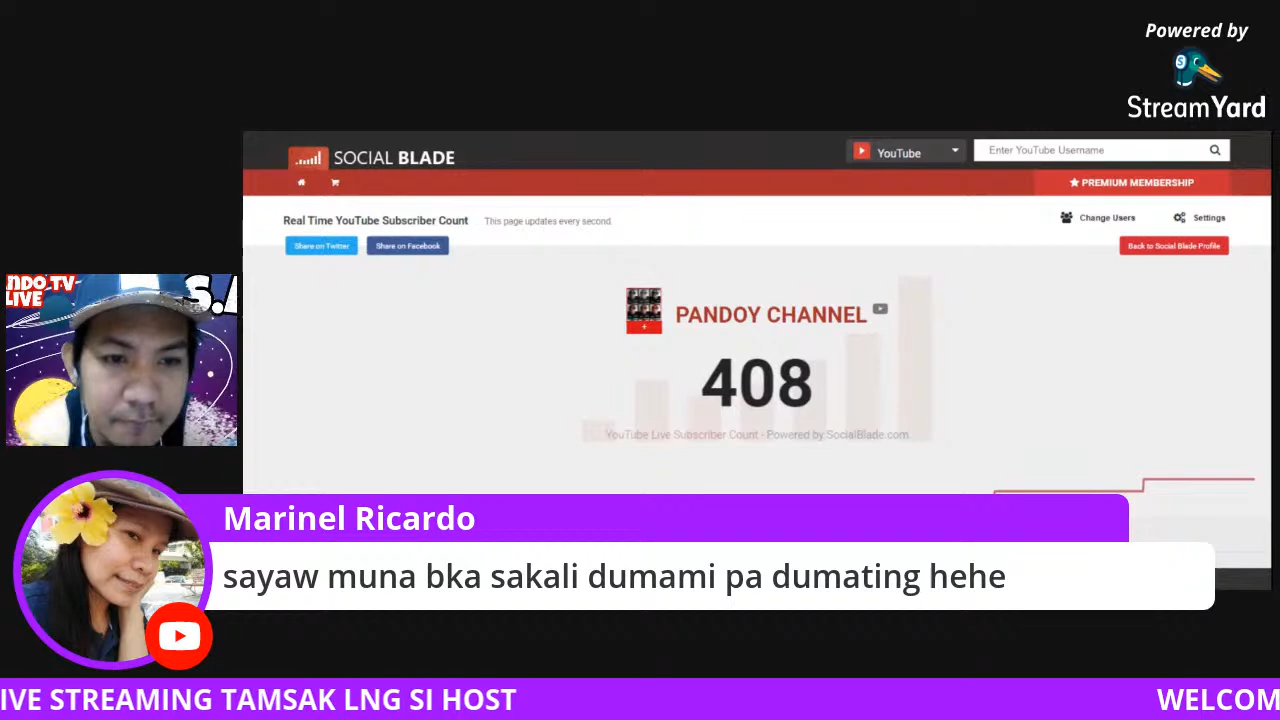 Powered by
StreamYard
SOCIAL BLADE
YouTube
Enter YouTube Username
PREMIUM MEMBERSHIP
Real Time YouTube Subscriber Count
This page updates every second.
Change Users
Settings
Share on Twitter
Share on Facebook
Back to Social Blade Profile
NDO TV
LIVE
S.
PANDOY CHANNEL
408
YouTube Live Subscriber Count - Powered by SocialBlade.com
Marinel Ricardo
sayaw muna bka sakali dumami pa dumating hehe
IVE STREAMING TAMSAK LNG SI HOST
WELCOM